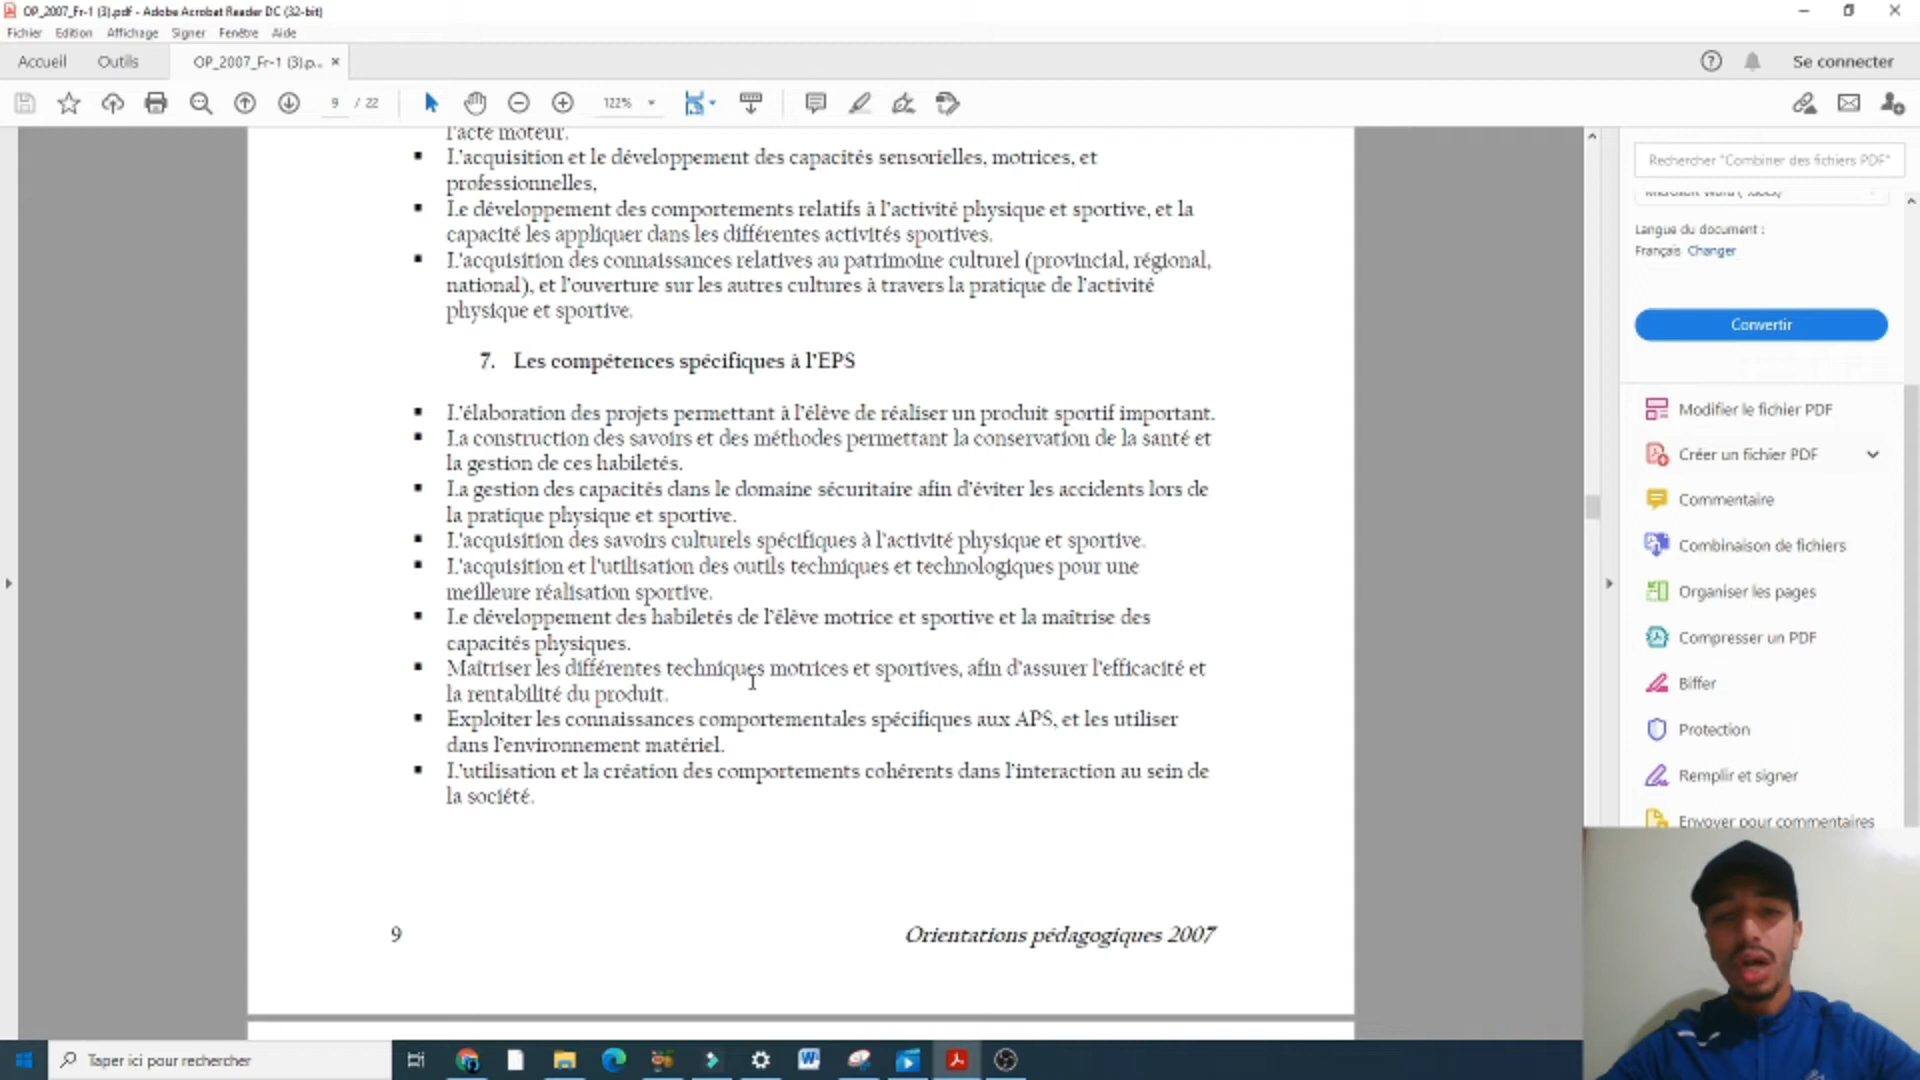 OP_2007_Fr-1 (3).pdf - Adobe Acrobat Reader DC (32-bit)
Fichier Edition Affichage Signer Fenêtre Aide
Accueil Outils OP_2007_Fr-1 (3).p... × Se connecter
9 / 22 122%
l'acte moteur.
▪ L'acquisition et le développement des capacités sensorielles, motrices, et
professionnelles,
▪ Le développement des comportements relatifs à l'activité physique et sportive, et la
capacité les appliquer dans les différentes activités sportives.
▪ L'acquisition des connaissances relatives au patrimoine culturel (provincial, régional,
national), et l'ouverture sur les autres cultures à travers la pratique de l'activité
physique et sportive.
7. Les compétences spécifiques à l'EPS
▪ L'élaboration des projets permettant à l'élève de réaliser un produit sportif important.
▪ La construction des savoirs et des méthodes permettant la conservation de la santé et
la gestion de ces habiletés.
▪ La gestion des capacités dans le domaine sécuritaire afin d'éviter les accidents lors de
la pratique physique et sportive.
▪ L'acquisition des savoirs culturels spécifiques à l'activité physique et sportive.
▪ L'acquisition et l'utilisation des outils techniques et technologiques pour une
meilleure réalisation sportive.
▪ Le développement des habiletés de l'élève motrice et sportive et la maîtrise des
capacités physiques.
▪ Maîtriser les différentes techniques motrices et sportives, afin d'assurer l'efficacité et
la rentabilité du produit.
▪ Exploiter les connaissances comportementales spécifiques aux APS, et les utiliser
dans l'environnement matériel.
▪ L'utilisation et la création des comportements cohérents dans l'interaction au sein de
la société.
9 Orientations pédagogiques 2007
Rechercher "Combiner des fichiers PDF"
Microsoft Word (*.docx)
Langue du document :
Français Changer
Convertir
Modifier le fichier PDF
Créer un fichier PDF
Commentaire
Combinaison de fichiers
Organiser les pages
Compresser un PDF
Biffer
Protection
Remplir et signer
Envoyer pour commentaires
Taper ici pour rechercher